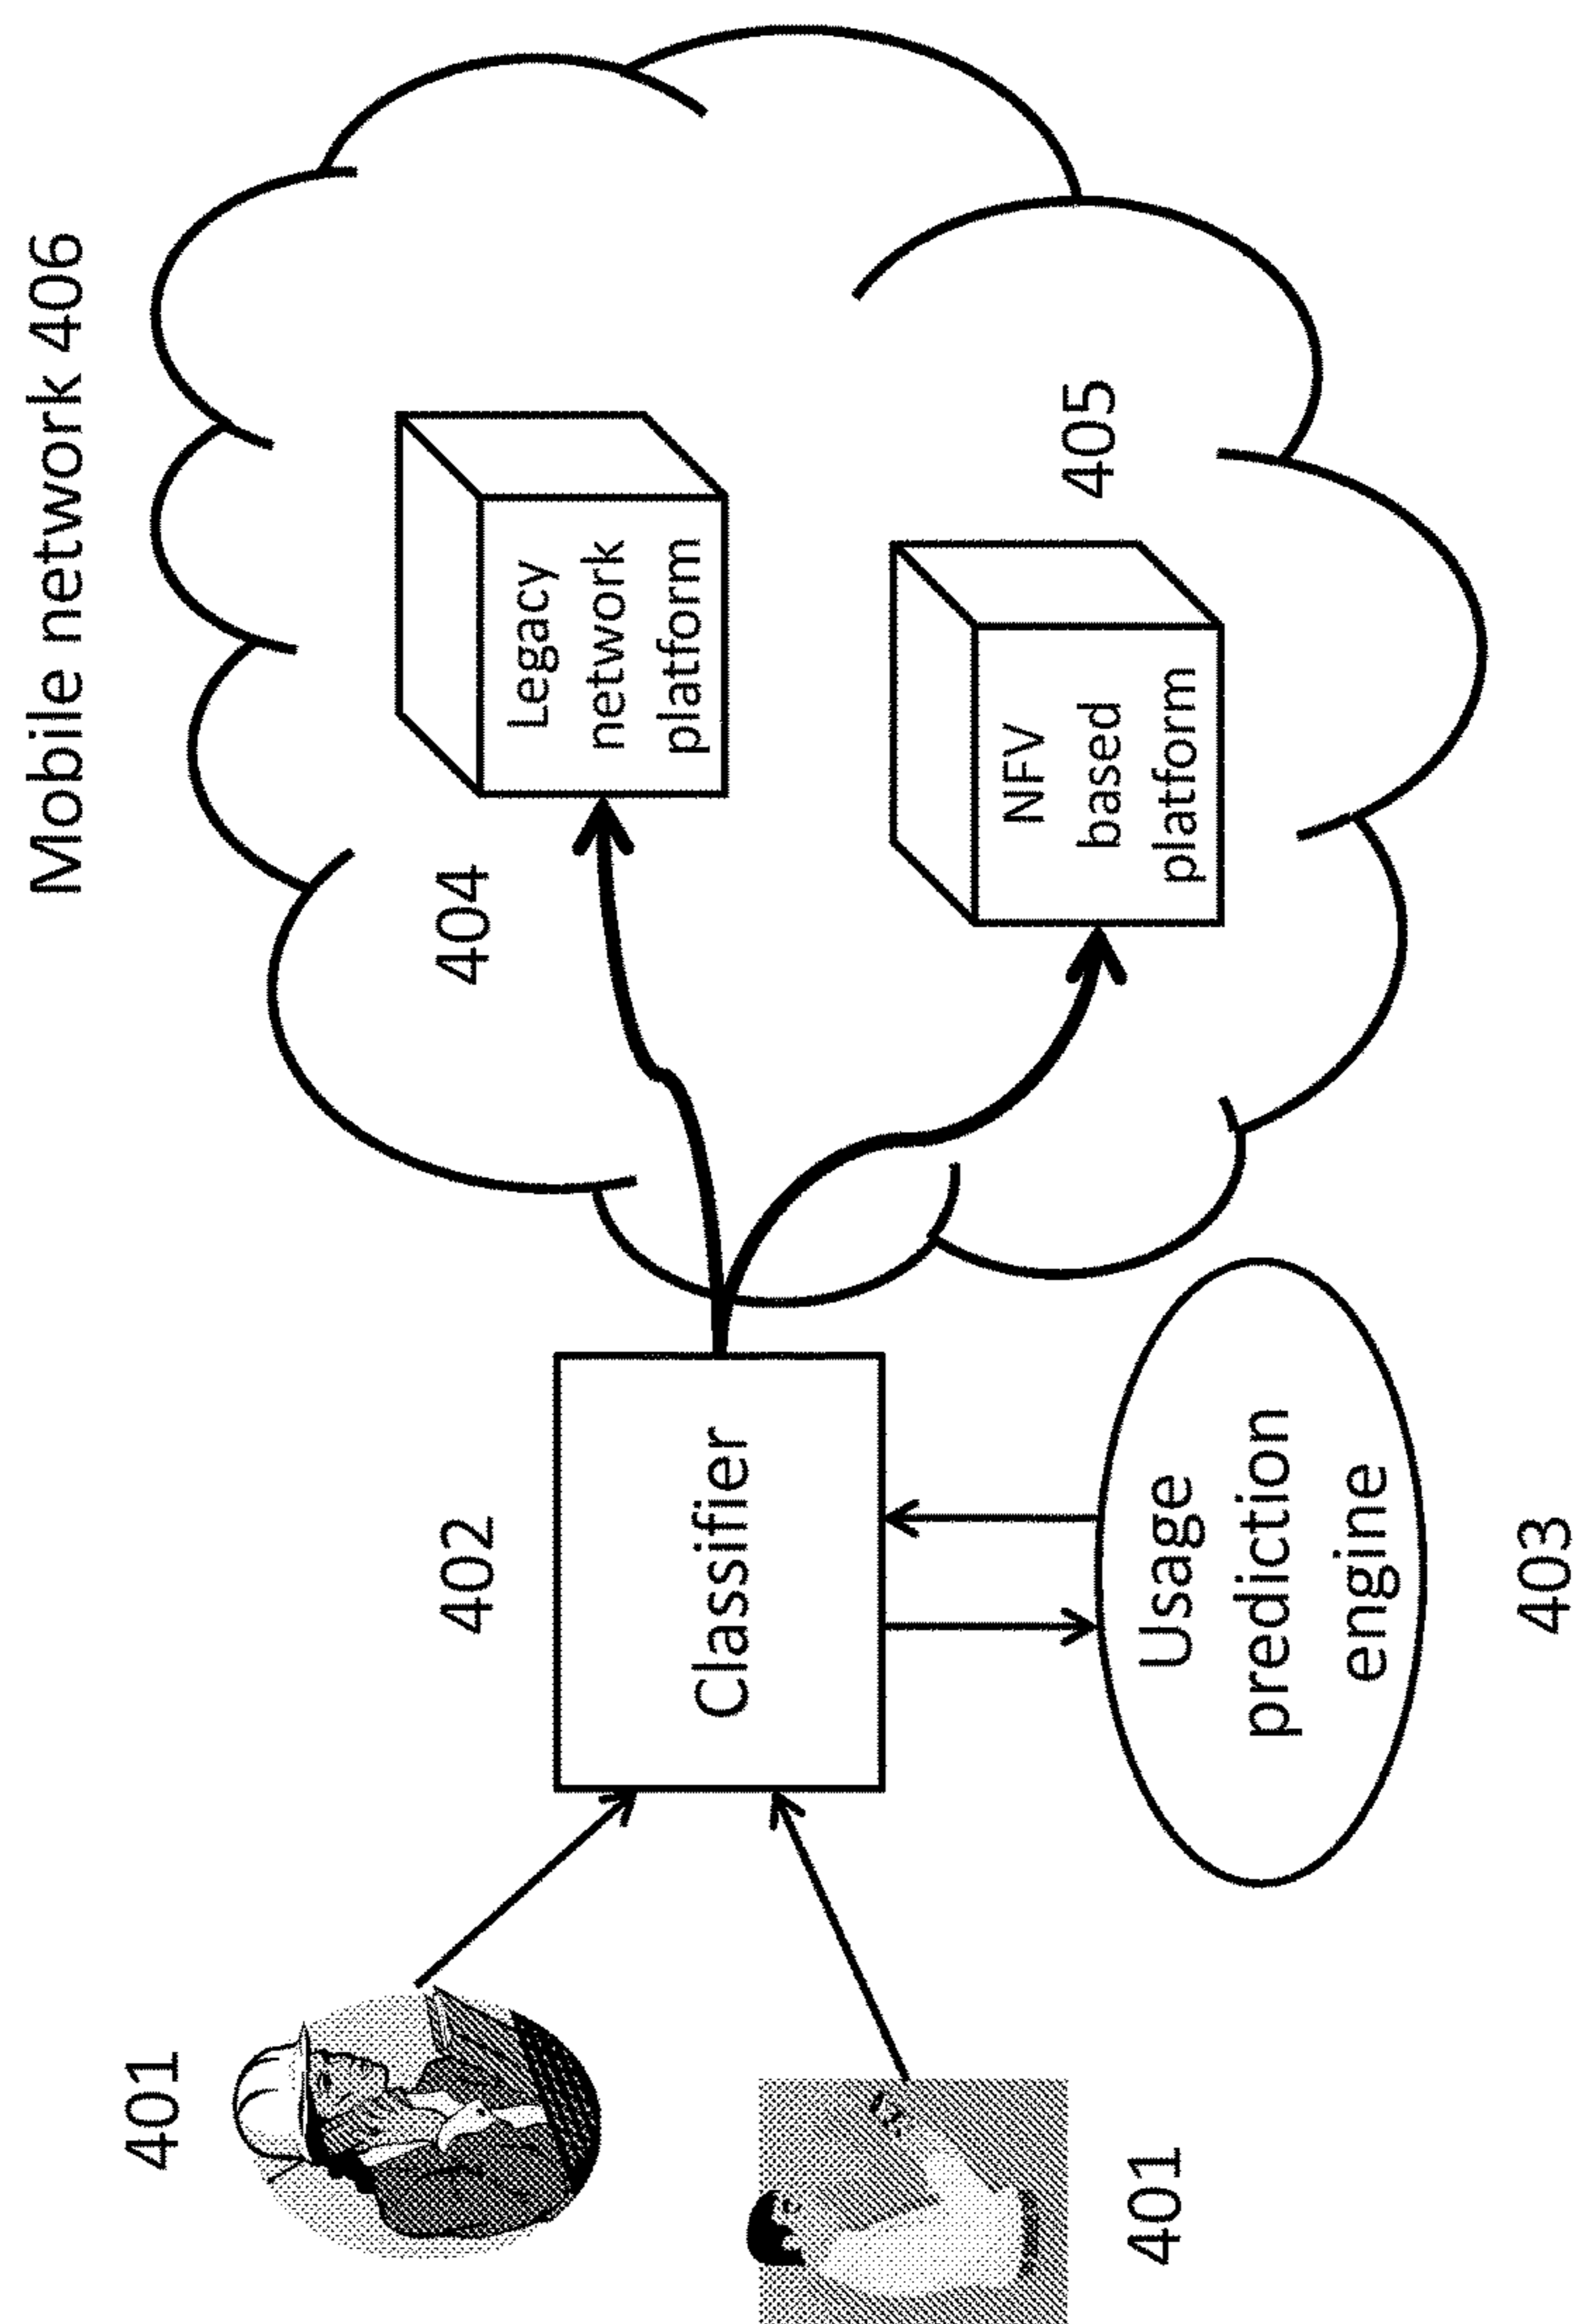 Mobile network 406
401
402
404
Legacy
network
platform
Classifier
405
NFV
based
platform
401
Usage
prediction
engine
403